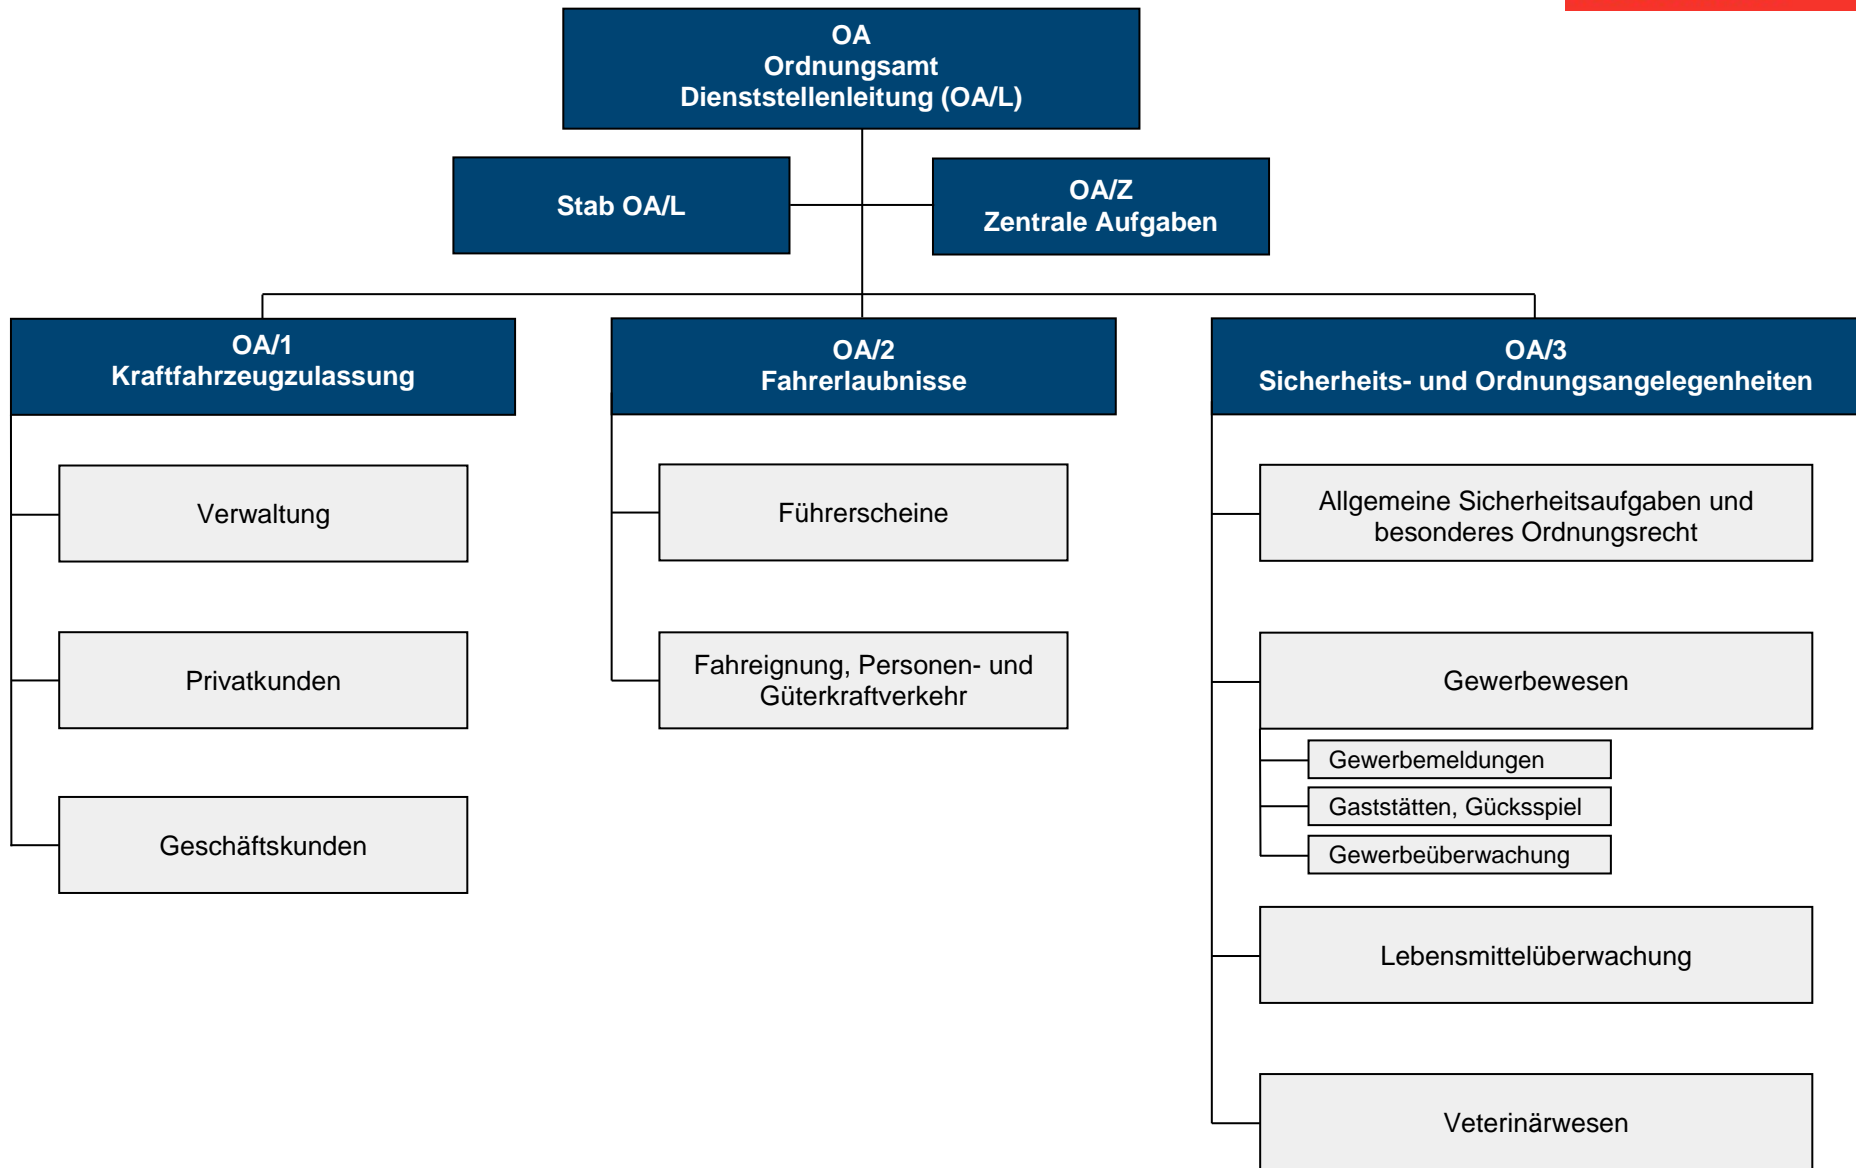 OA
Ordnungsamt
Dienststellenleitung (OA/L)
Stab OA/L
OA/Z
Zentrale Aufgaben
OA/1
Kraftfahrzeugzulassung
Verwaltung
Privatkunden
Geschäftskunden
OA/2
Fahrerlaubnisse
Führerscheine
Fahreignung, Personen- und
Güterkraftverkehr
OA/3
Sicherheits- und Ordnungsangelegenheiten
Allgemeine Sicherheitsaufgaben und
besonderes Ordnungsrecht
Gewerbewesen
Gewerbemeldungen
Gaststätten, Gücksspiel
Gewerbeüberwachung
Lebensmittelüberwachung
Veterinärwesen